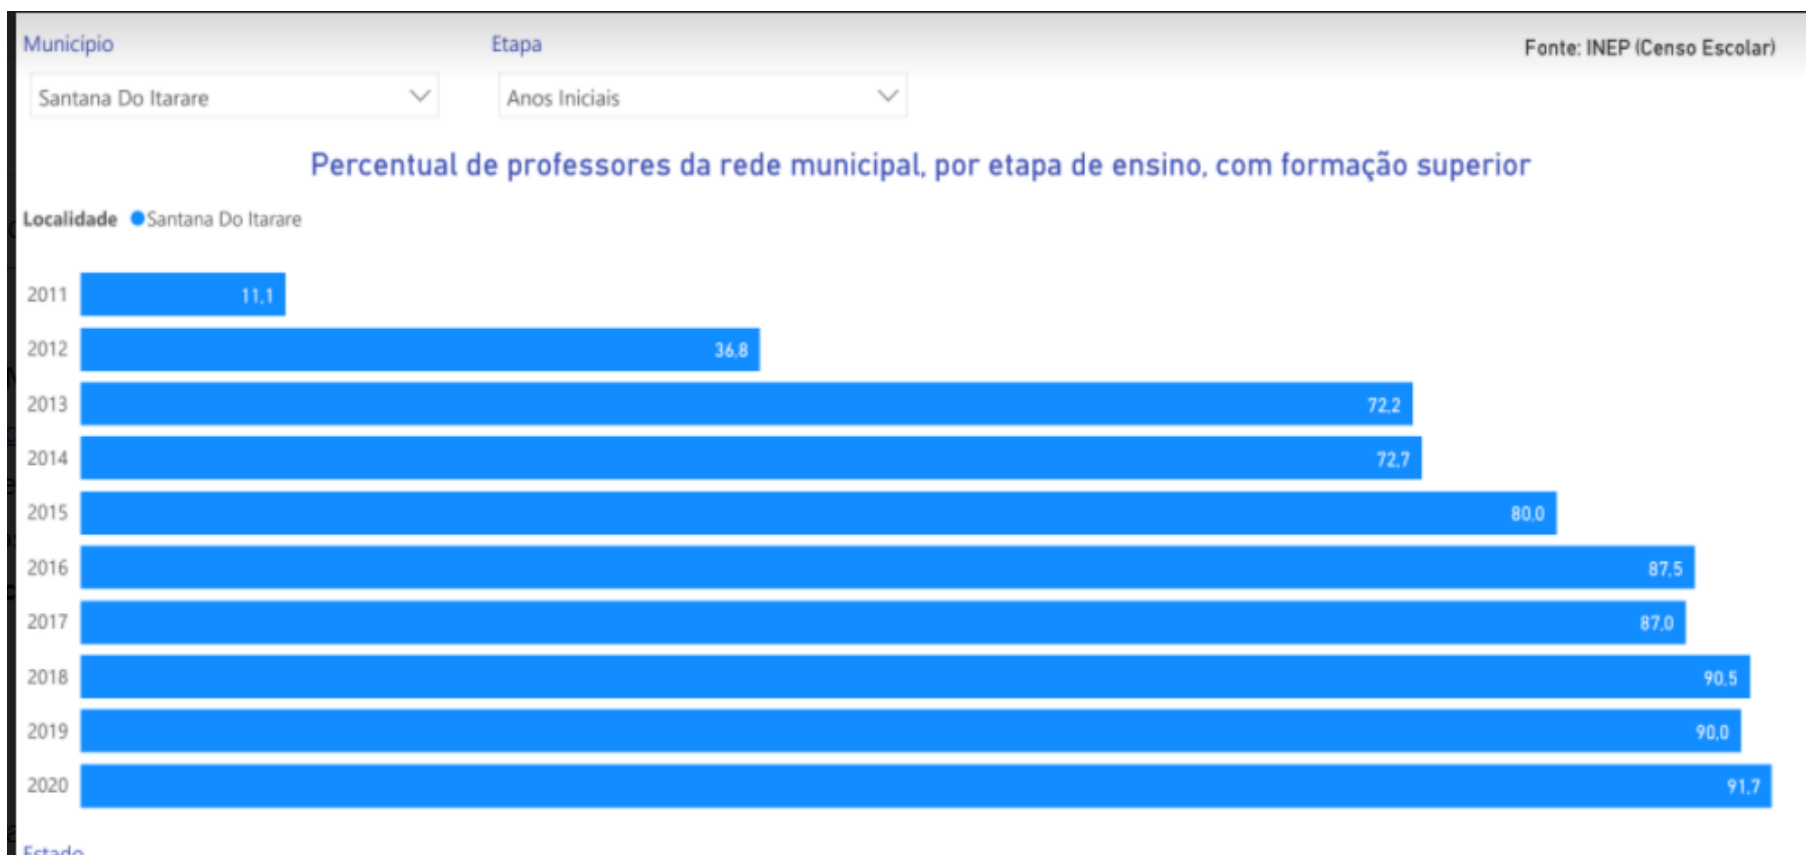 Município Etapa Fonte: INEP (Censo Escolar)
Santana Do Itarare Anos Iniciais
Percentual de professores da rede municipal, por etapa de ensino, com formação superior
Localidade Santana Do Itarare
2011 11,1
2012 36,8
2013 72,2
2014 72,7
2015 80,0
2016 87,5
2017 87,0
2018 90,5
2019 90,0
2020 91,7
Estado